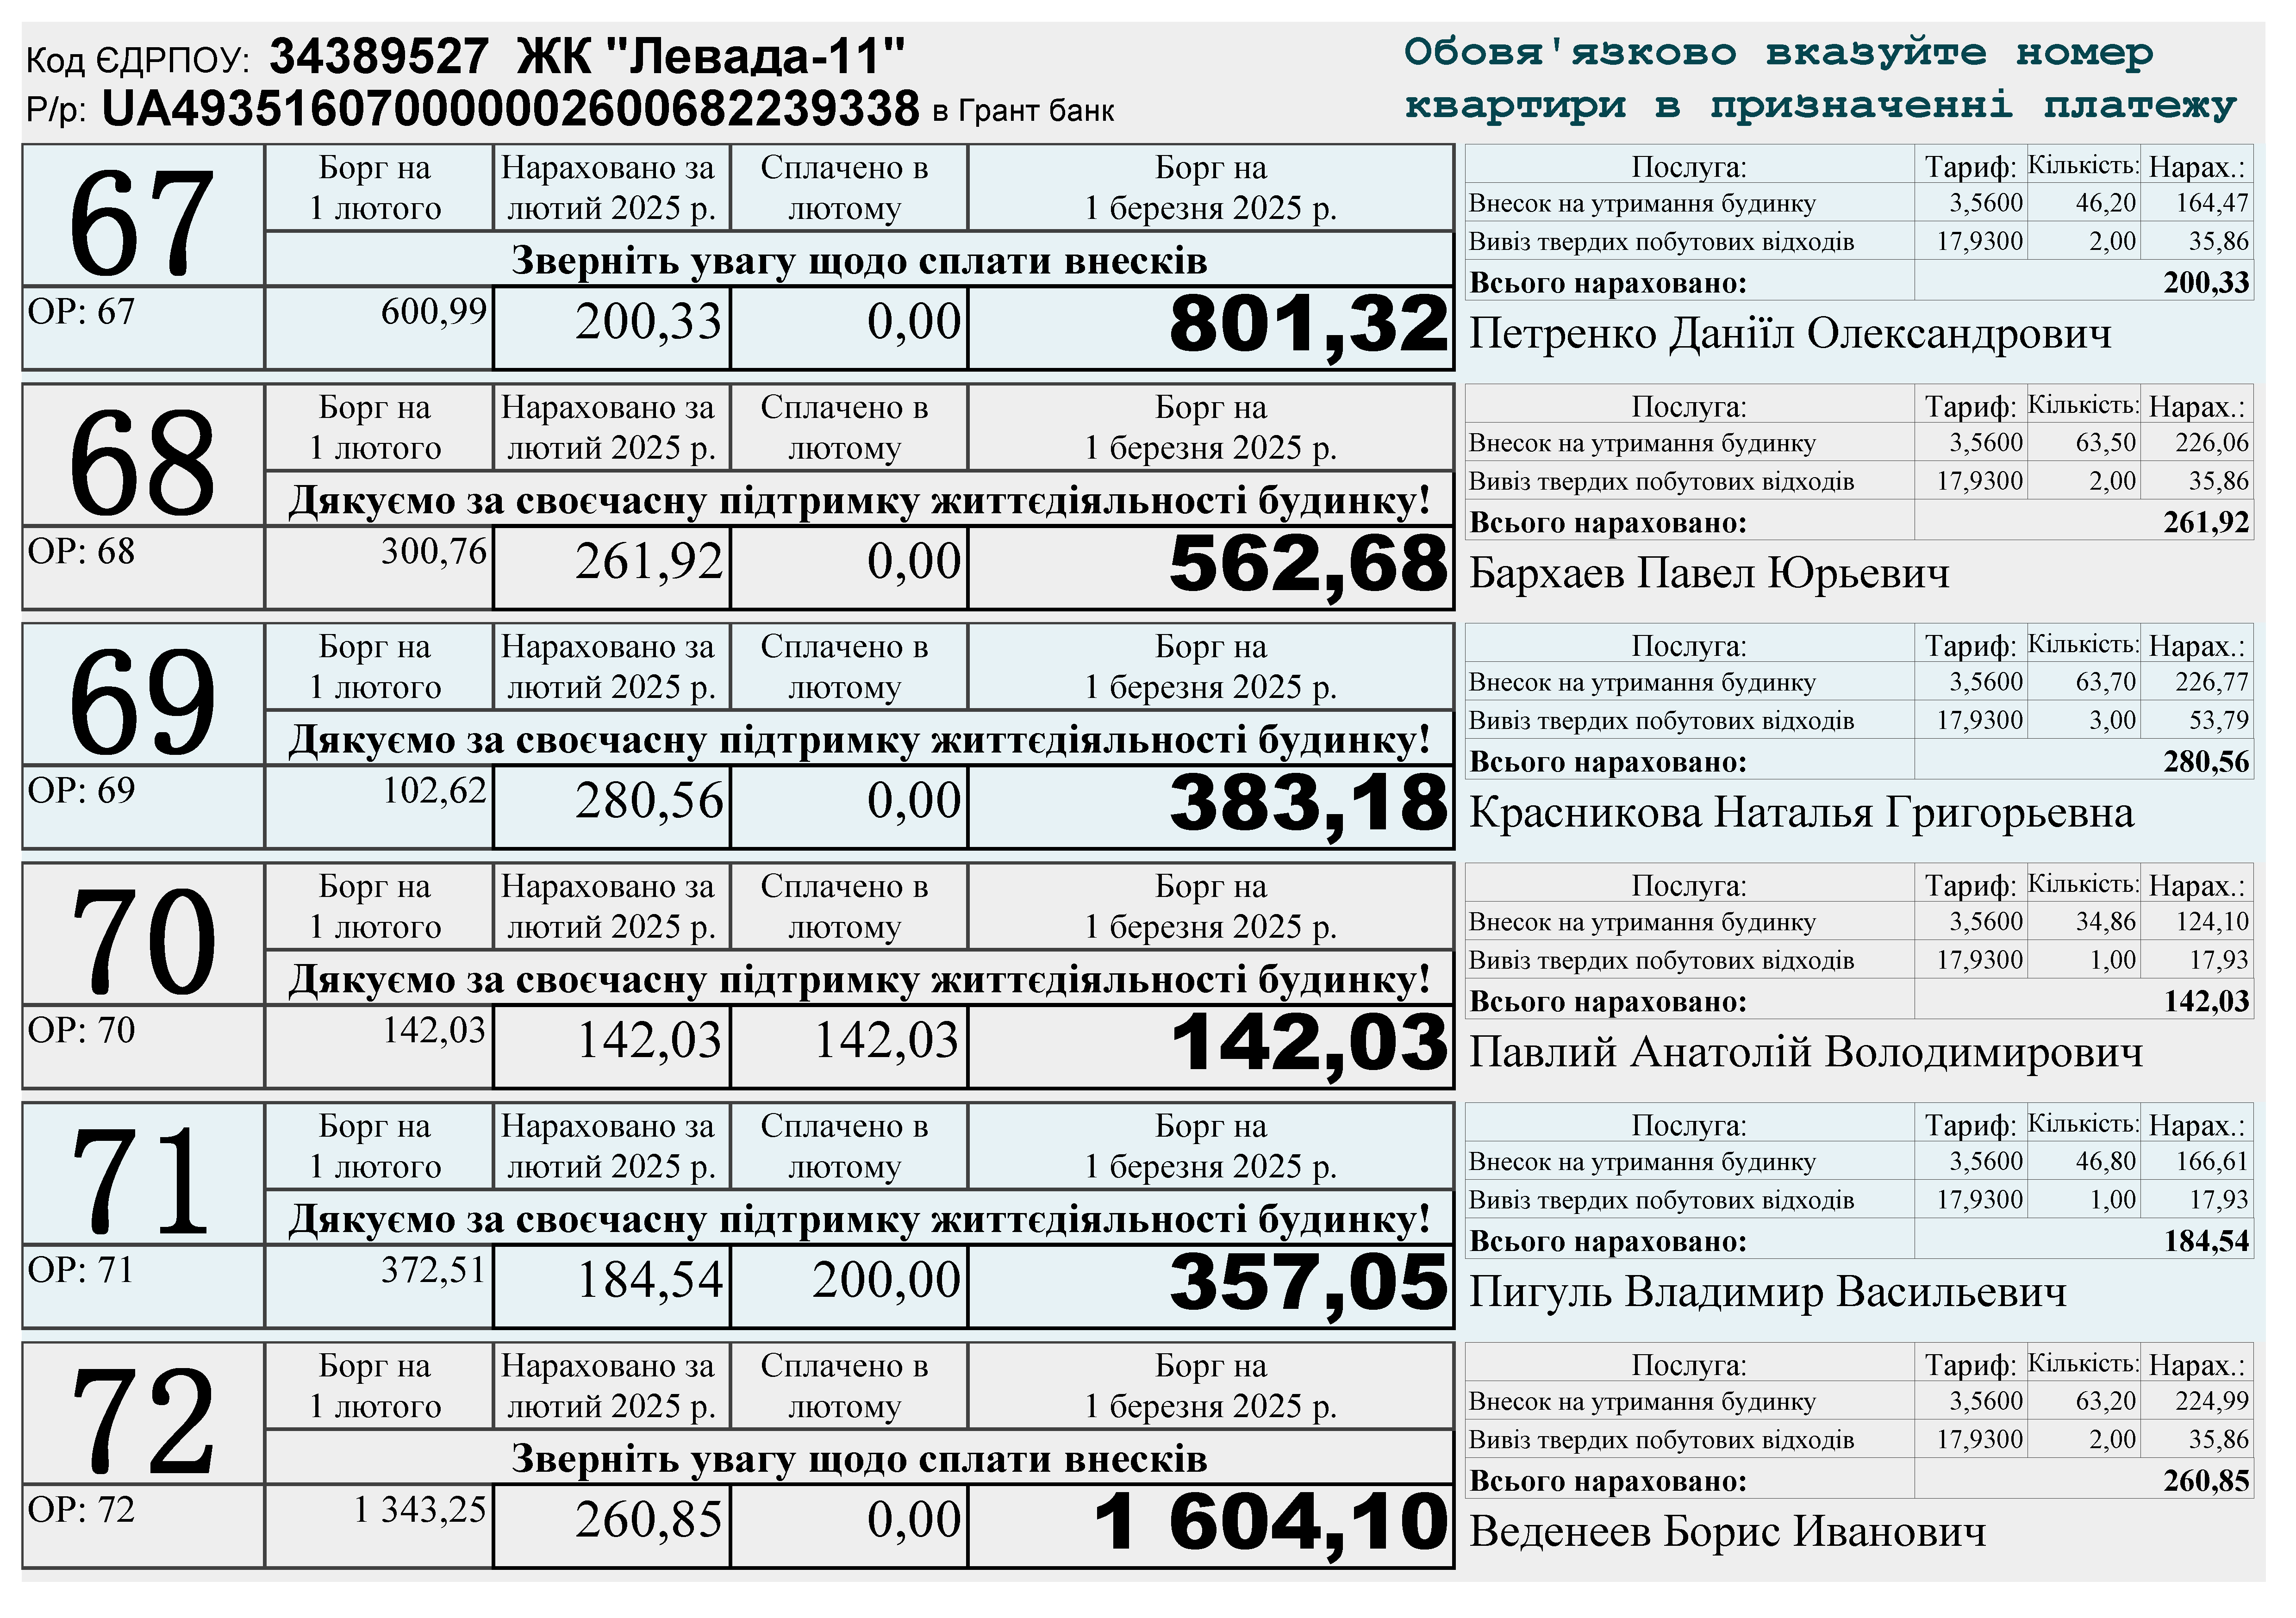 Код ЄДРПОУ: 34389527 ЖК "Левада-11"
Р/р: UA493516070000002600682239338 в Грант банк
Обовя'язково вказуйте номер
квартири в призначенні платежу
67
Борг на
1 лютого
Нараховано за
лютий 2025 р.
Сплачено в
лютому
Борг на
1 березня 2025 р.
Зверніть увагу щодо сплати внесків
ОР: 67 600,99 200,33 0,00 801,32
Послуга: Тариф: Кількість: Нарах.:
Внесок на утримання будинку 3,5600 46,20 164,47
Вивіз твердих побутових відходів 17,9300 2,00 35,86
Всього нараховано: 200,33
Петренко Данiїл Олександрович
68
Борг на
1 лютого
Нараховано за
лютий 2025 р.
Сплачено в
лютому
Борг на
1 березня 2025 р.
Дякуємо за своєчасну підтримку життєдіяльності будинку!
ОР: 68 300,76 261,92 0,00 562,68
Послуга: Тариф: Кількість: Нарах.:
Внесок на утримання будинку 3,5600 63,50 226,06
Вивіз твердих побутових відходів 17,9300 2,00 35,86
Всього нараховано: 261,92
Бархаев Павел Юрьевич
69
Борг на
1 лютого
Нараховано за
лютий 2025 р.
Сплачено в
лютому
Борг на
1 березня 2025 р.
Дякуємо за своєчасну підтримку життєдіяльності будинку!
ОР: 69 102,62 280,56 0,00 383,18
Послуга: Тариф: Кількість: Нарах.:
Внесок на утримання будинку 3,5600 63,70 226,77
Вивіз твердих побутових відходів 17,9300 3,00 53,79
Всього нараховано: 280,56
Красникова Наталья Григорьевна
70
Борг на
1 лютого
Нараховано за
лютий 2025 р.
Сплачено в
лютому
Борг на
1 березня 2025 р.
Дякуємо за своєчасну підтримку життєдіяльності будинку!
ОР: 70 142,03 142,03 142,03 142,03
Послуга: Тариф: Кількість: Нарах.:
Внесок на утримання будинку 3,5600 34,86 124,10
Вивіз твердих побутових відходів 17,9300 1,00 17,93
Всього нараховано: 142,03
Павлий Анатолій Володимирович
71
Борг на
1 лютого
Нараховано за
лютий 2025 р.
Сплачено в
лютому
Борг на
1 березня 2025 р.
Дякуємо за своєчасну підтримку життєдіяльності будинку!
ОР: 71 372,51 184,54 200,00 357,05
Послуга: Тариф: Кількість: Нарах.:
Внесок на утримання будинку 3,5600 46,80 166,61
Вивіз твердих побутових відходів 17,9300 1,00 17,93
Всього нараховано: 184,54
Пигуль Владимир Васильевич
72
Борг на
1 лютого
Нараховано за
лютий 2025 р.
Сплачено в
лютому
Борг на
1 березня 2025 р.
Зверніть увагу щодо сплати внесків
ОР: 72 1 343,25 260,85 0,00 1 604,10
Послуга: Тариф: Кількість: Нарах.:
Внесок на утримання будинку 3,5600 63,20 224,99
Вивіз твердих побутових відходів 17,9300 2,00 35,86
Всього нараховано: 260,85
Веденеев Борис Иванович